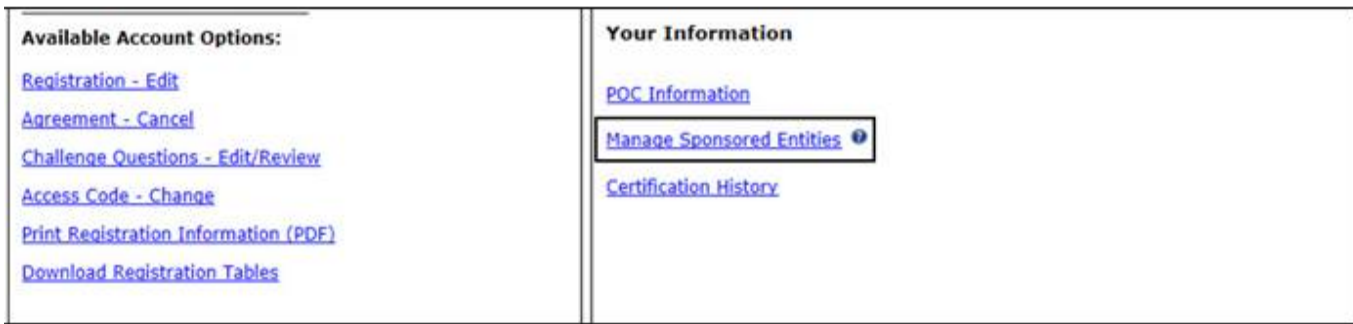 Available Account Options:
Registration - Edit
Agreement - Cancel
Challenge Questions - Edit/Review
Access Code - Change
Print Registration Information (PDF)
Download Registration Tables
Your Information
POC Information
Manage Sponsored Entities ?
Certification History